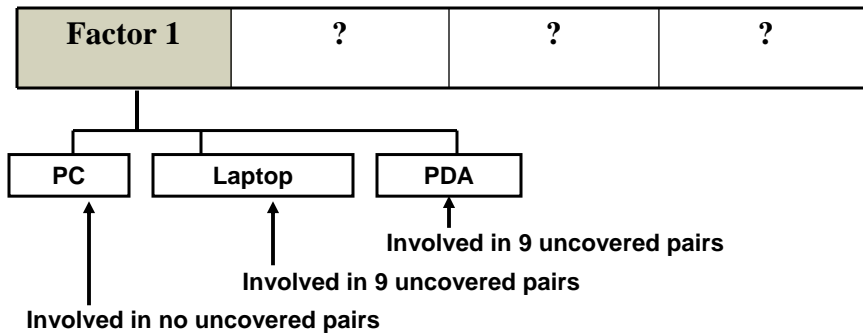 Factor 1 ? ? ?
PC Laptop PDA
Involved in 9 uncovered pairs
Involved in 9 uncovered pairs
Involved in no uncovered pairs